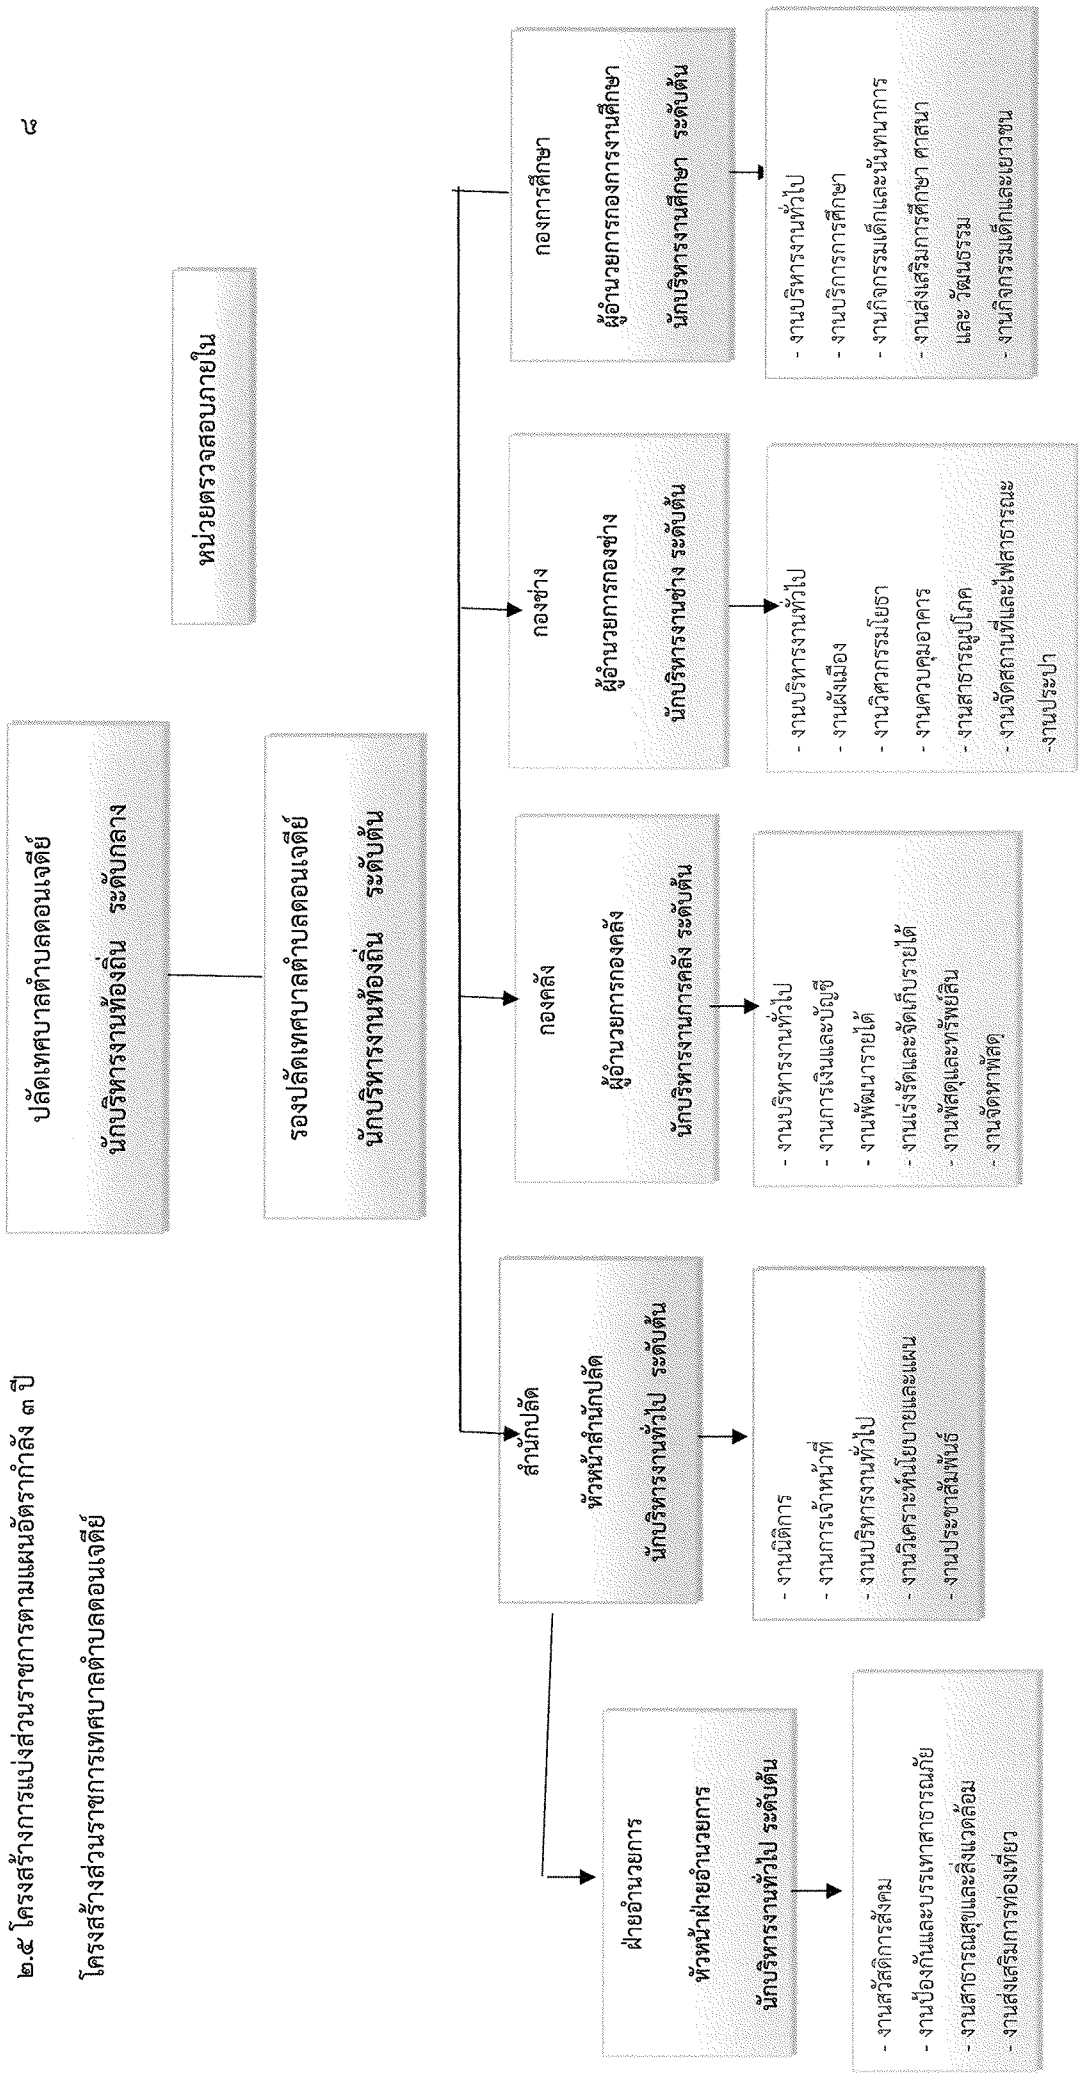 ๘
๒.๕ โครงสร้างการแบ่งส่วนราชการตามแผนอัตรากำลัง ๓ ปี
โครงสร้างส่วนราชการเทศบาลตำบลดอนเจดีย์
ปลัดเทศบาลตำบลดอนเจดีย์
นักบริหารงานท้องถิ่น ระดับกลาง
หน่วยตรวจสอบภายใน
รองปลัดเทศบาลตำบลดอนเจดีย์
นักบริหารงานท้องถิ่น ระดับต้น
สำนักปลัด
หัวหน้าสำนักปลัด
นักบริหารงานทั่วไป ระดับต้น
กองคลัง
ผู้อำนวยการกองคลัง
นักบริหารงานการคลัง ระดับต้น
กองช่าง
ผู้อำนวยการกองช่าง
นักบริหารงานช่าง ระดับต้น
กองการศึกษา
ผู้อำนวยการกองการงานศึกษา
นักบริหารงานศึกษา ระดับต้น
ฝ่ายอำนวยการ
หัวหน้าฝ่ายอำนวยการ
นักบริหารงานทั่วไป ระดับต้น
- งานสวัสดิการสังคม
- งานป้องกันและบรรเทาสาธารณภัย
- งานสาธารณสุขและสิ่งแวดล้อม
- งานส่งเสริมการท่องเที่ยว
- งานนิติการ
- งานการเจ้าหน้าที่
- งานบริหารงานทั่วไป
- งานวิเคราะห์นโยบายและแผน
- งานประชาสัมพันธ์
- งานบริหารงานทั่วไป
- งานการเงินและบัญชี
- งานพัฒนารายได้
- งานเร่งรัดและจัดเก็บรายได้
- งานพัสดุและทรัพย์สิน
- งานจัดหาพัสดุ
- งานบริหารงานทั่วไป
- งานผังเมือง
- งานวิศวกรรมโยธา
- งานควบคุมอาคาร
- งานสาธารณูปโภค
- งานจัดสถานที่และไฟสาธารณะ
-งานประปา
- งานบริหารงานทั่วไป
- งานบริการการศึกษา
- งานกิจกรรมเด็กและนันทนาการ
- งานส่งเสริมการศึกษา ศาสนา
และ วัฒนธรรม
- งานกิจกรรมเด็กและเยาวชน